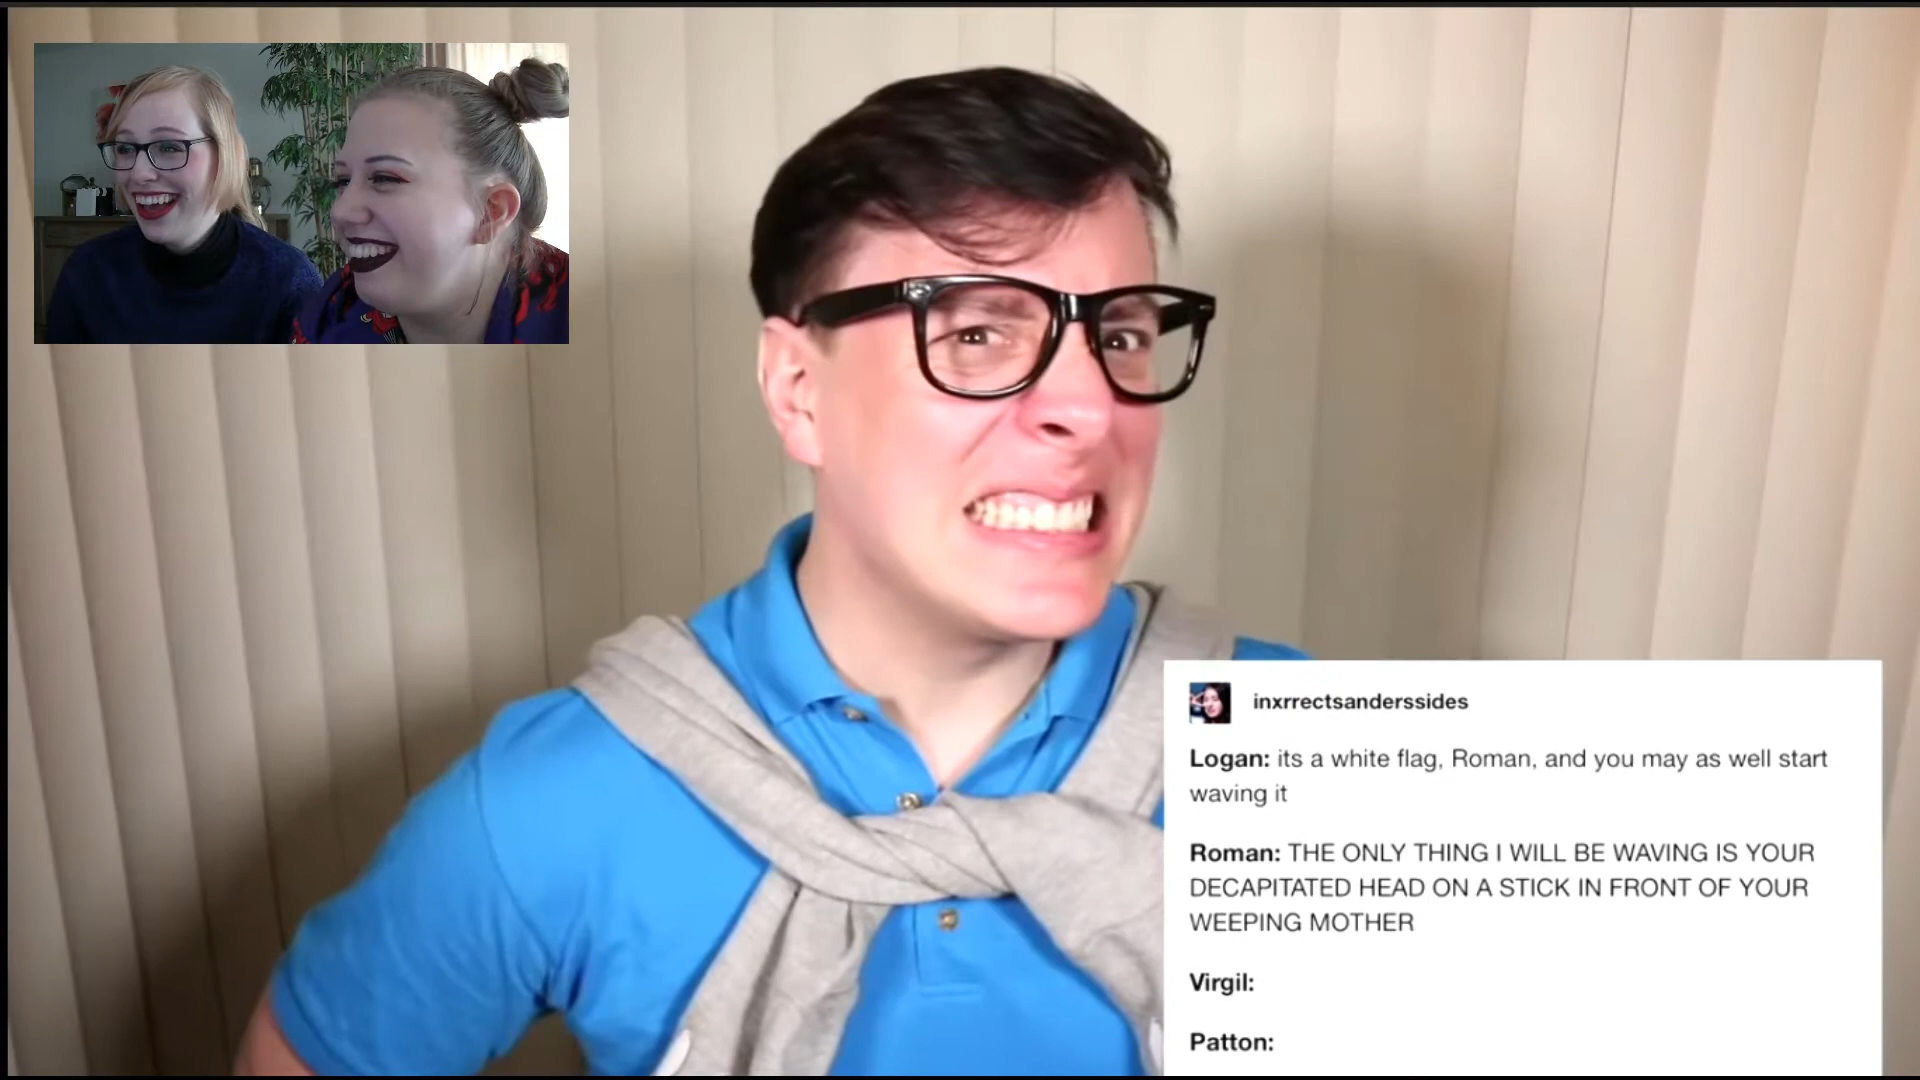 inxrrectsanderssides
Logan: its a white flag, Roman, and you may as well start
waving it
Roman: THE ONLY THING I WILL BE WAVING IS YOUR
DECAPITATED HEAD ON A STICK IN FRONT OF YOUR
WEEPING MOTHER
Virgil:
Patton: